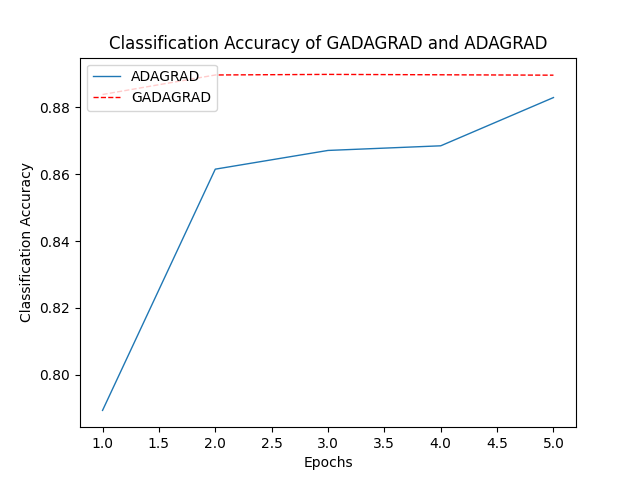 Classification Accuracy of GADAGRAD and ADAGRAD
ADAGRAD
GADAGRAD
Classification Accuracy
0.88
0.86
0.84
0.82
0.80
1.0 1.5 2.0 2.5 3.0 3.5 4.0 4.5 5.0
Epochs